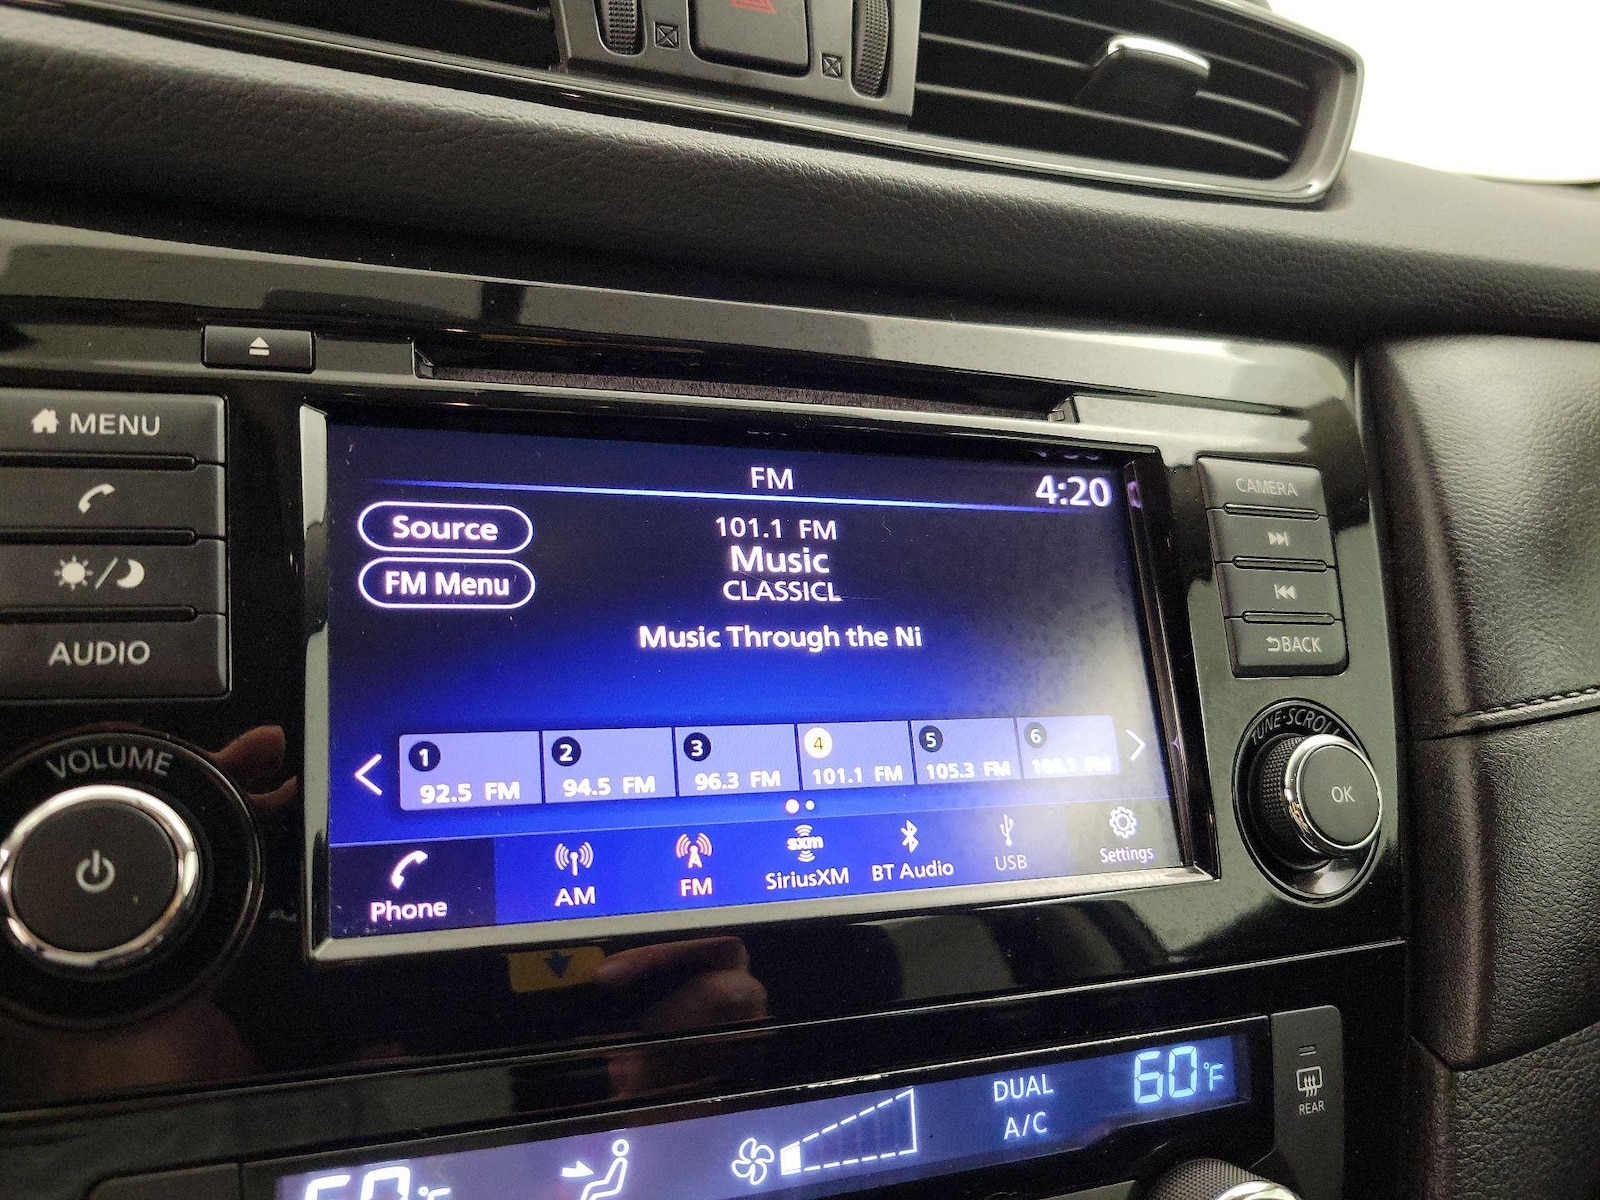 MENU
AUDIO
VOLUME
FM
4:20
Source
101.1 FM
Music
FM Menu
CLASSICL
Music Through the Ni
1
2
3
4
5
6
92.5 FM
94.5 FM
96.3 FM
101.1 FM
105.3 FM
Phone
AM
FM
sxm
SiriusXM
BT Audio
USB
Settings
CAMERA
BACK
TUNE·SCROLL
OK
DUAL
A/C
60°F
REAR
60°F